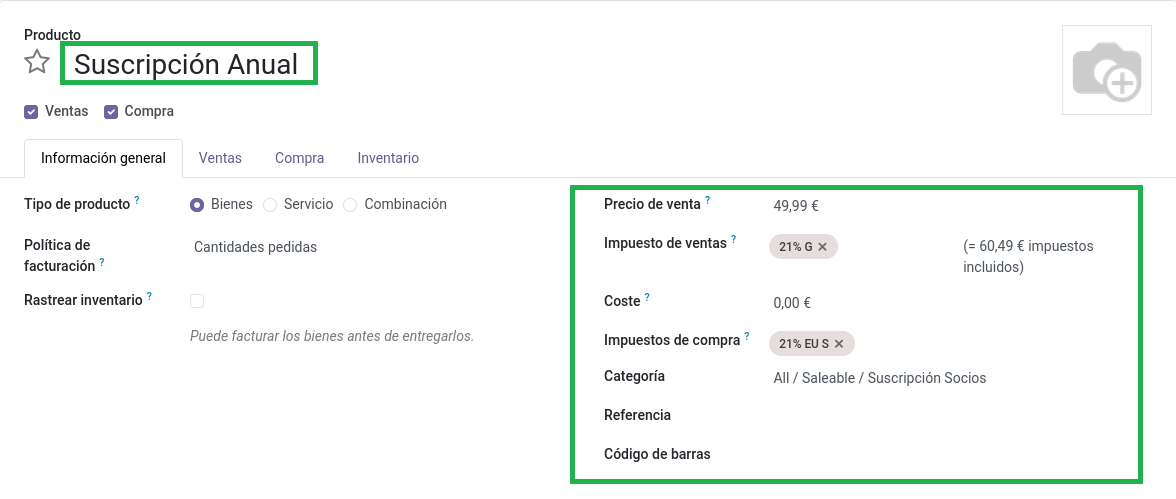 Producto
Suscripción Anual
Ventas Compra
Información general Ventas Compra Inventario
Tipo de producto ? Bienes Servicio Combinación
Política de
facturación ? Cantidades pedidas
Rastrear inventario ?
Puede facturar los bienes antes de entregarlos.
Precio de venta ? 49,99 €
Impuesto de ventas ? 21% G × (= 60,49 € impuestos
incluidos)
Coste ? 0,00 €
Impuestos de compra ? 21% EU S ×
Categoría All / Saleable / Suscripción Socios
Referencia
Código de barras